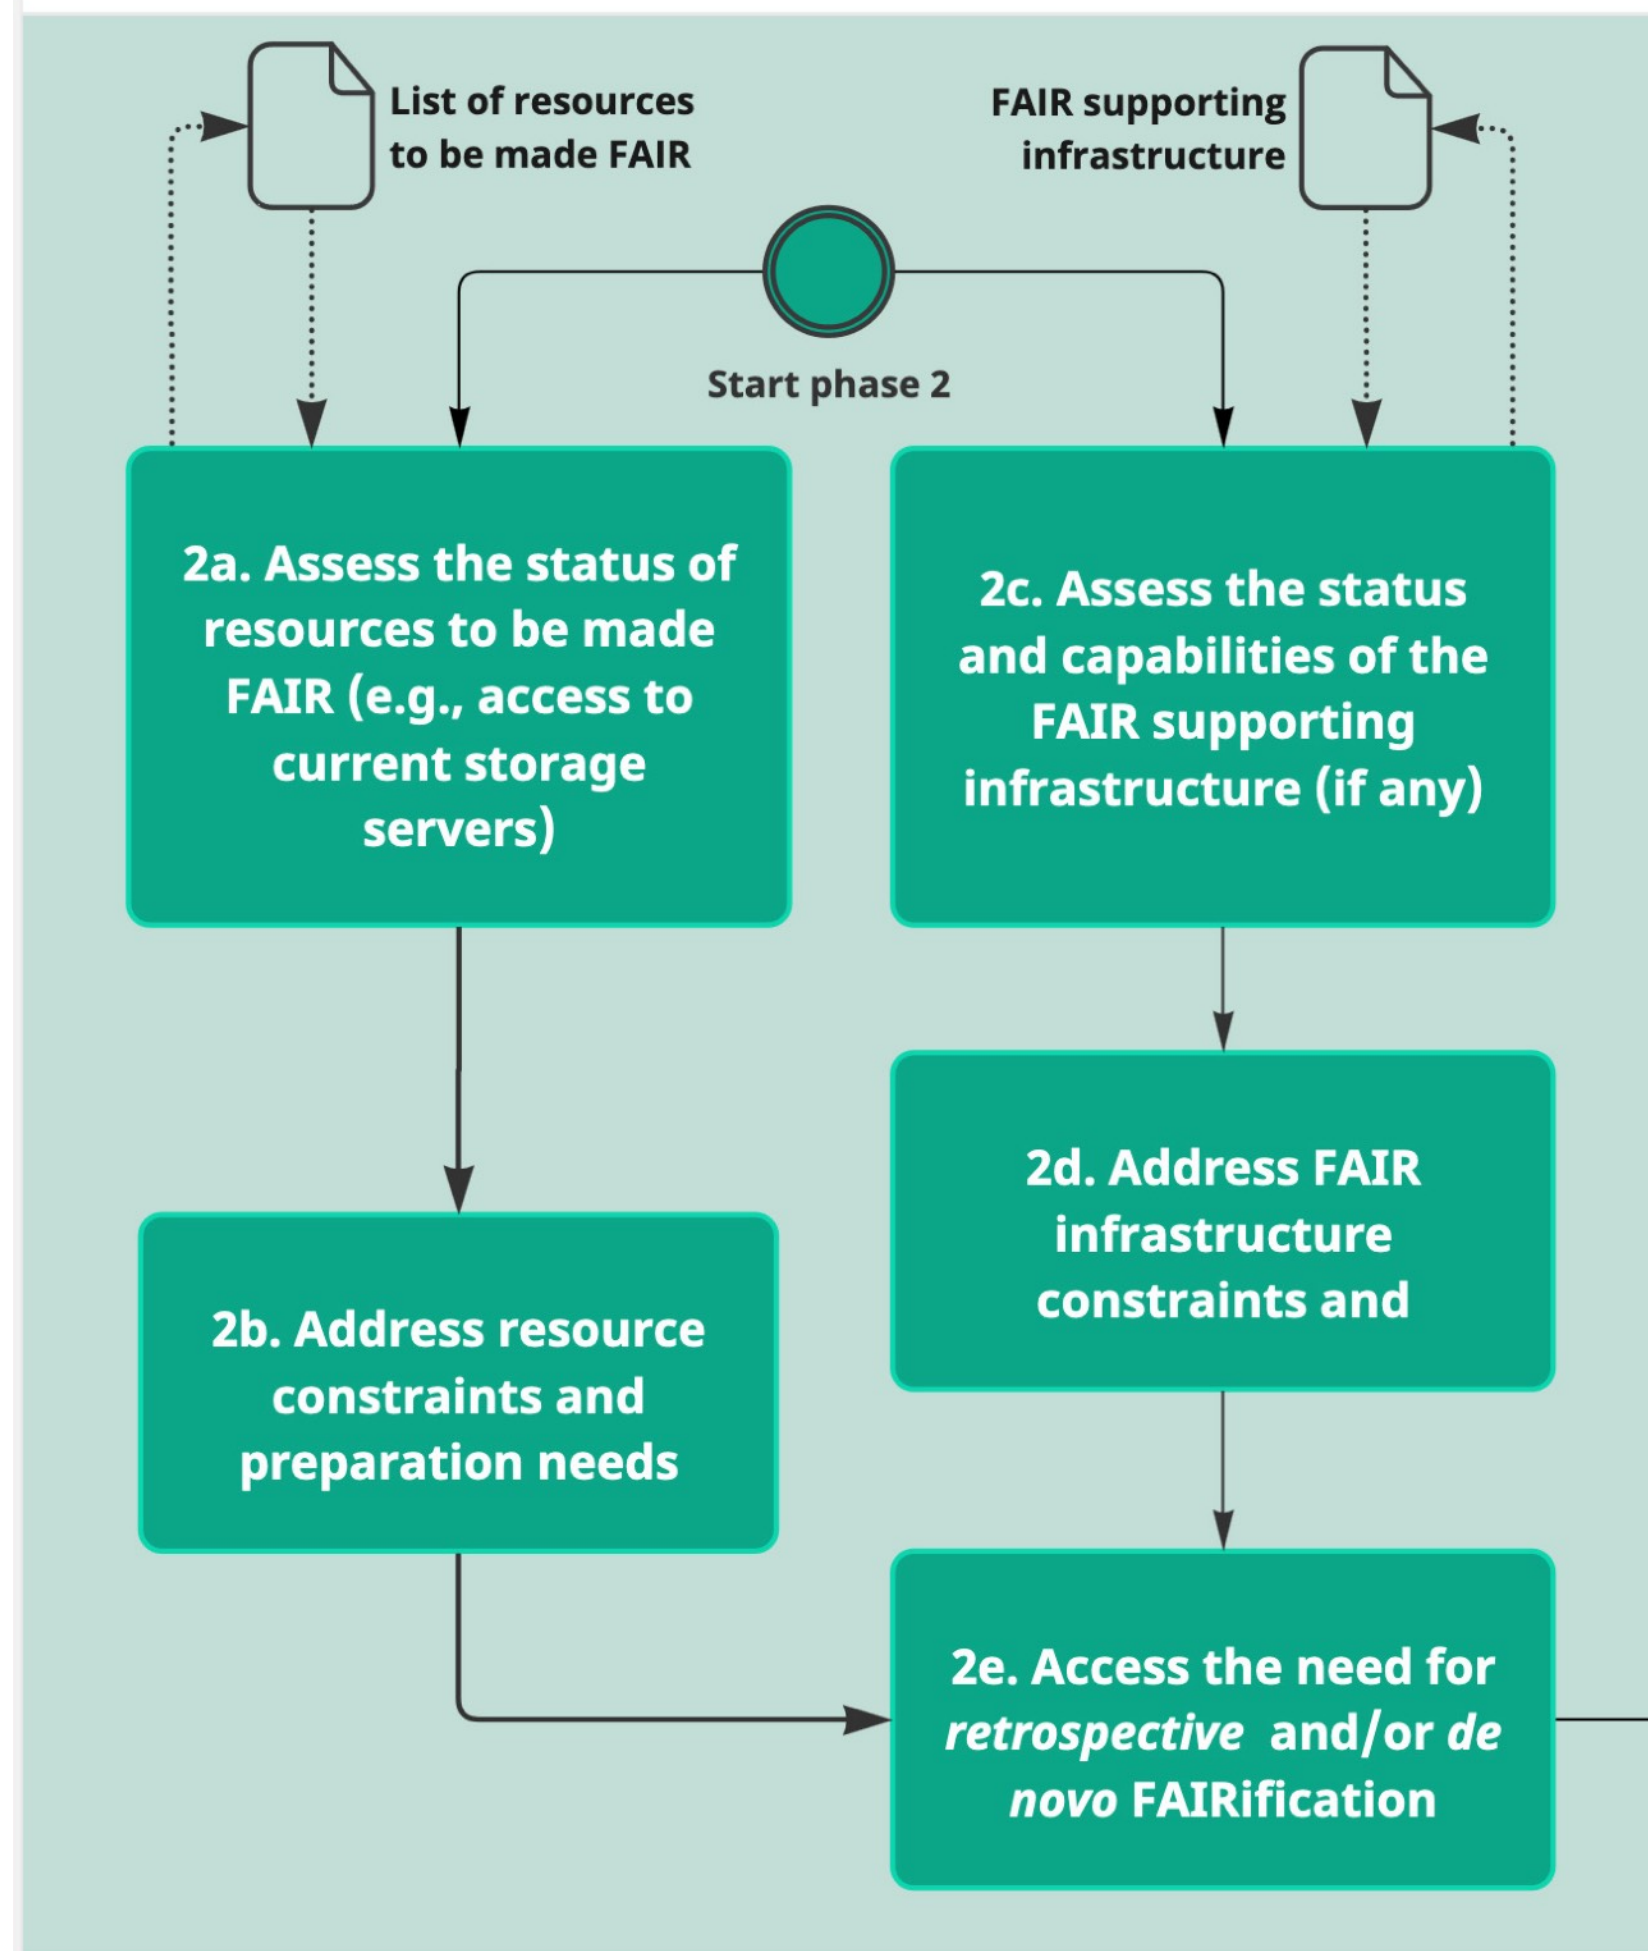 List of resources
to be made FAIR
FAIR supporting
infrastructure
Start phase 2
2a. Assess the status of
resources to be made
FAIR (e.g., access to
current storage
servers)
2c. Assess the status
and capabilities of the
FAIR supporting
infrastructure (if any)
2b. Address resource
constraints and
preparation needs
2d. Address FAIR
infrastructure
constraints and
2e. Access the need for
retrospective and/or de
novo FAIRification